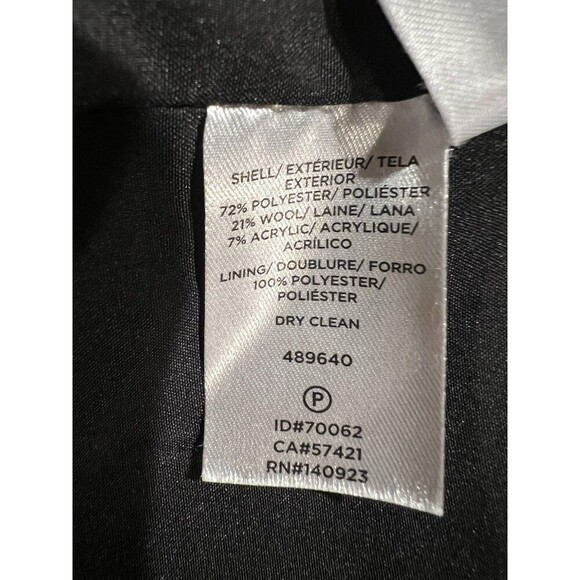 SHELL/ EXTÉRIEUR/ TELA
EXTERIOR
72% POLYESTER/ POLIÉSTER
21% WOOL/ LAINE/ LANA
7% ACRYLIC/ ACRYLIQUE/
ACRÍLICO
LINING/ DOUBLURE/ FORRO
100% POLYESTER/
POLIÉSTER
DRY CLEAN
489640
P
ID#70062
CA#57421
RN#140923